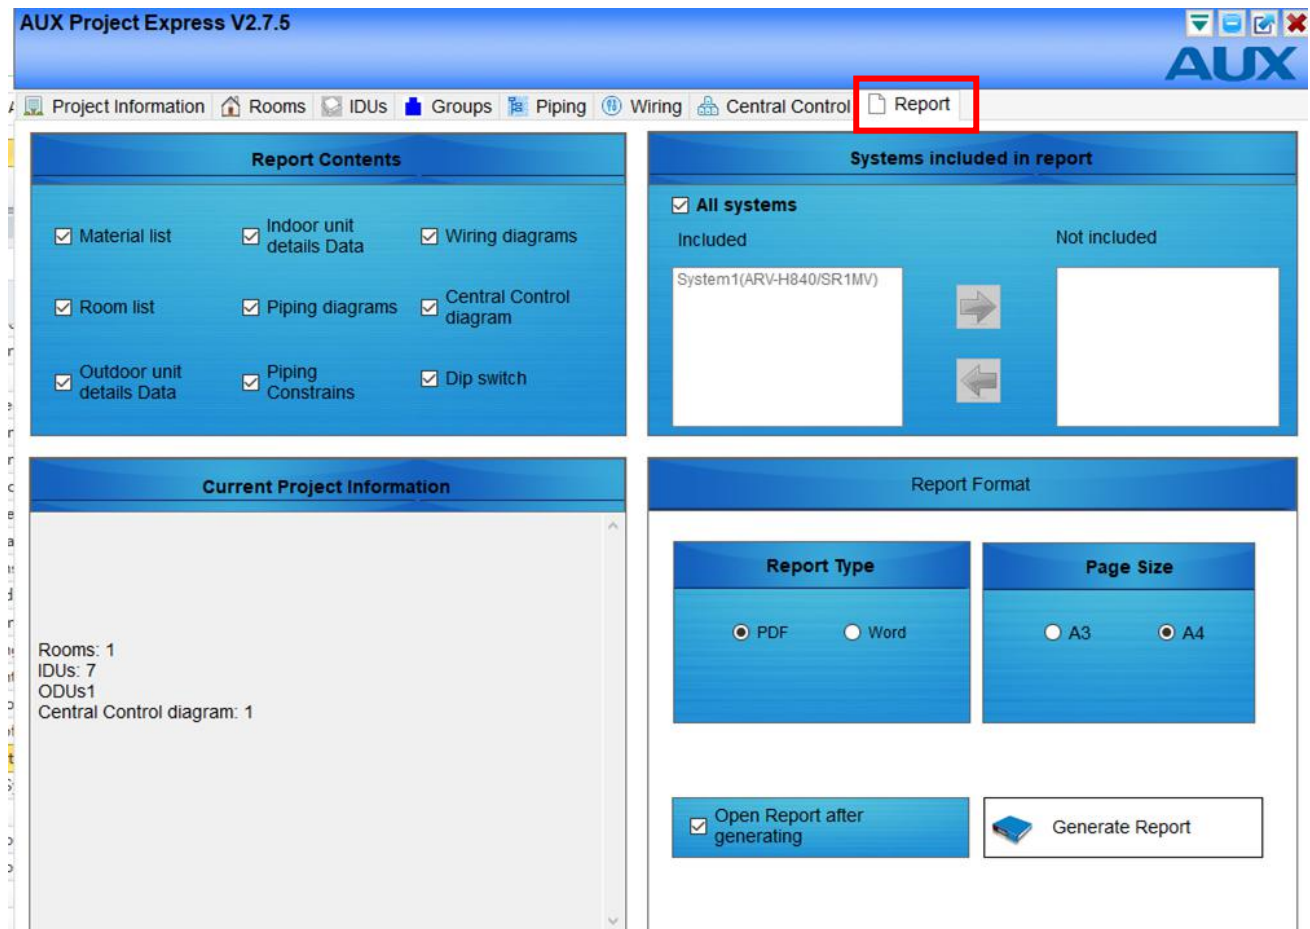 AUX Project Express V2.7.5
AUX
Project Information Rooms IDUs Groups Piping Wiring Central Control Report
Report Contents
Material list
Indoor unit
details Data
Wiring diagrams
Room list
Piping diagrams
Central Control
diagram
Outdoor unit
details Data
Piping
Constrains
Dip switch
Systems included in report
All systems
Included
Not included
System1(ARV-H840/SR1MV)
Current Project Information
Rooms: 1
IDUs: 7
ODUs1
Central Control diagram: 1
Report Format
Report Type
PDF Word
Page Size
A3 A4
Open Report after
generating
Generate Report